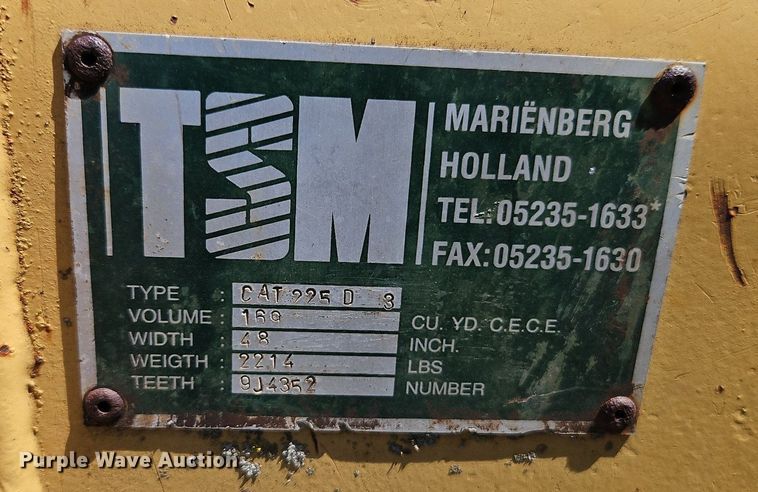 TSM
MARIËNBERG
HOLLAND
TEL.05235-1633*
FAX:05235-1630
TYPE : CAT 225 D 3
VOLUME : 169 CU. YD. C.E.C.E.
WIDTH : 48 INCH.
WEIGTH : 2214 LBS
TEETH : 9J4352 NUMBER
Purple Wave Auction